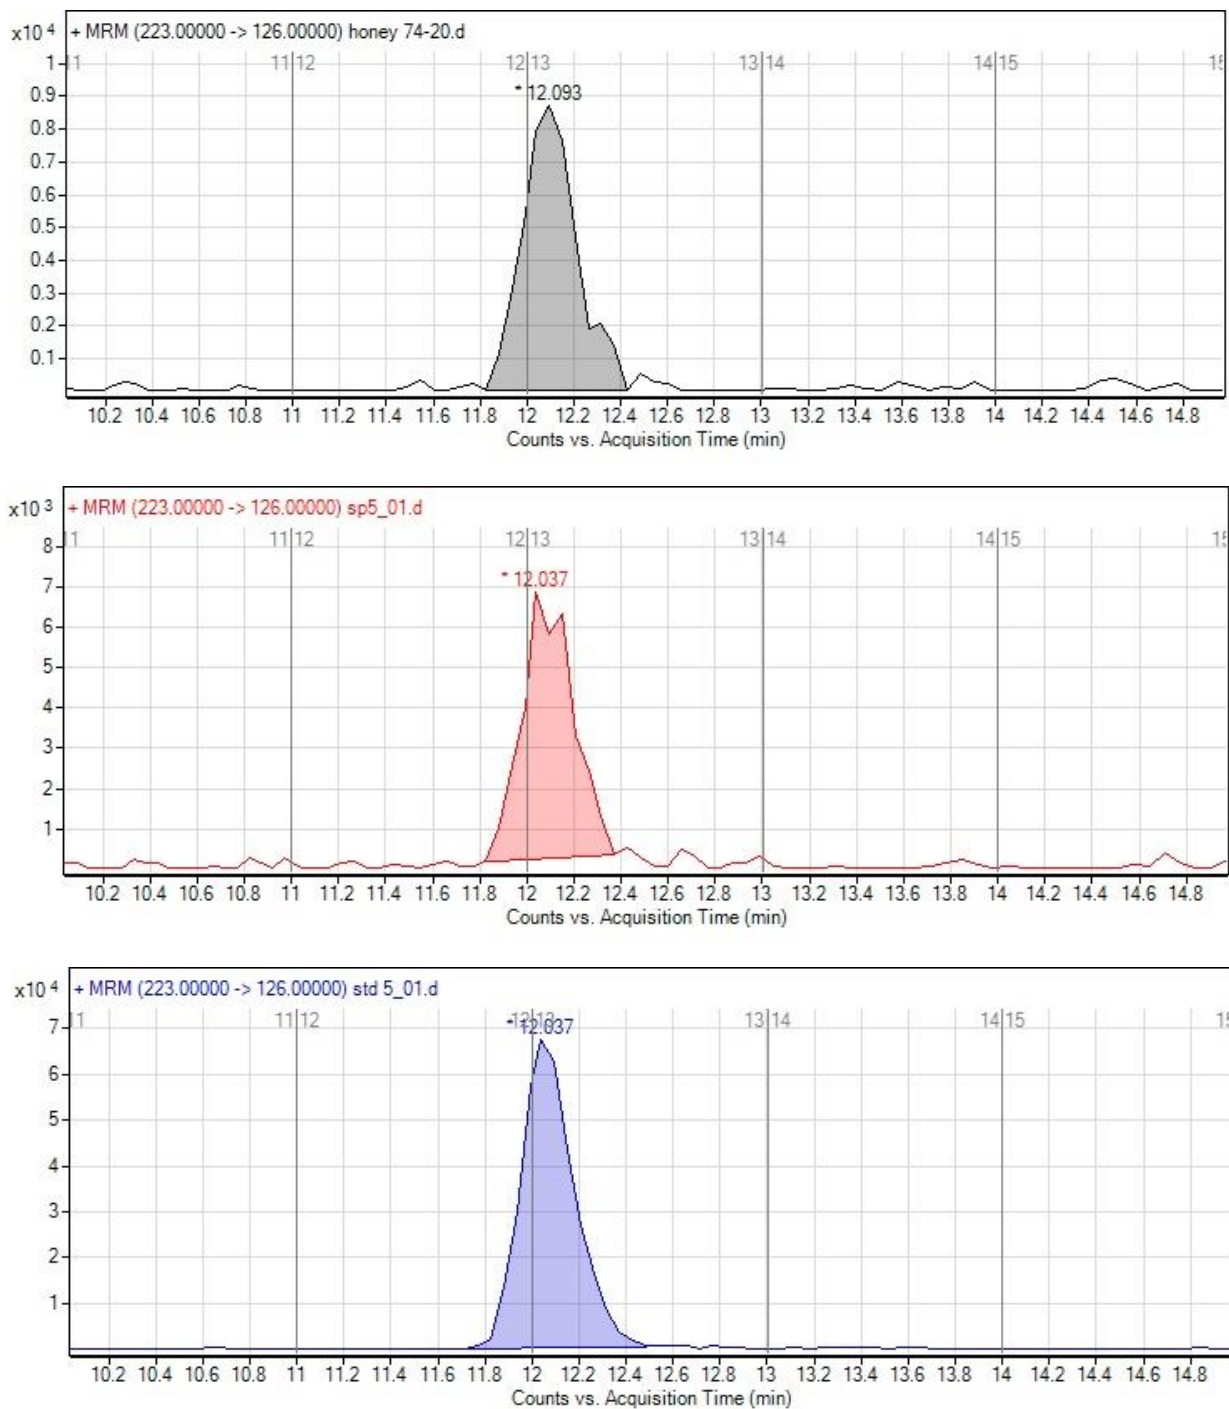 x10 4 + MRM (223.00000 -> 126.00000) honey 74-20.d
1 11 11 12 12 13 13 14 14 15 15
* 12.093
0.9
0.8
0.7
0.6
0.5
0.4
0.3
0.2
0.1
10.2 10.4 10.6 10.8 11 11.2 11.4 11.6 11.8 12 12.2 12.4 12.6 12.8 13 13.2 13.4 13.6 13.8 14 14.2 14.4 14.6 14.8
Counts vs. Acquisition Time (min)
x10 3 + MRM (223.00000 -> 126.00000) sp5_01.d
8 11 11 12 12 13 13 14 14 15 15
* 12.037
7
6
5
4
3
2
1
10.2 10.4 10.6 10.8 11 11.2 11.4 11.6 11.8 12 12.2 12.4 12.6 12.8 13 13.2 13.4 13.6 13.8 14 14.2 14.4 14.6 14.8
Counts vs. Acquisition Time (min)
x10 4 + MRM (223.00000 -> 126.00000) std 5_01.d
7 11 11 12 12 13 13 14 14 15 15
* 12.037
6
5
4
3
2
1
10.2 10.4 10.6 10.8 11 11.2 11.4 11.6 11.8 12 12.2 12.4 12.6 12.8 13 13.2 13.4 13.6 13.8 14 14.2 14.4 14.6 14.8
Counts vs. Acquisition Time (min)